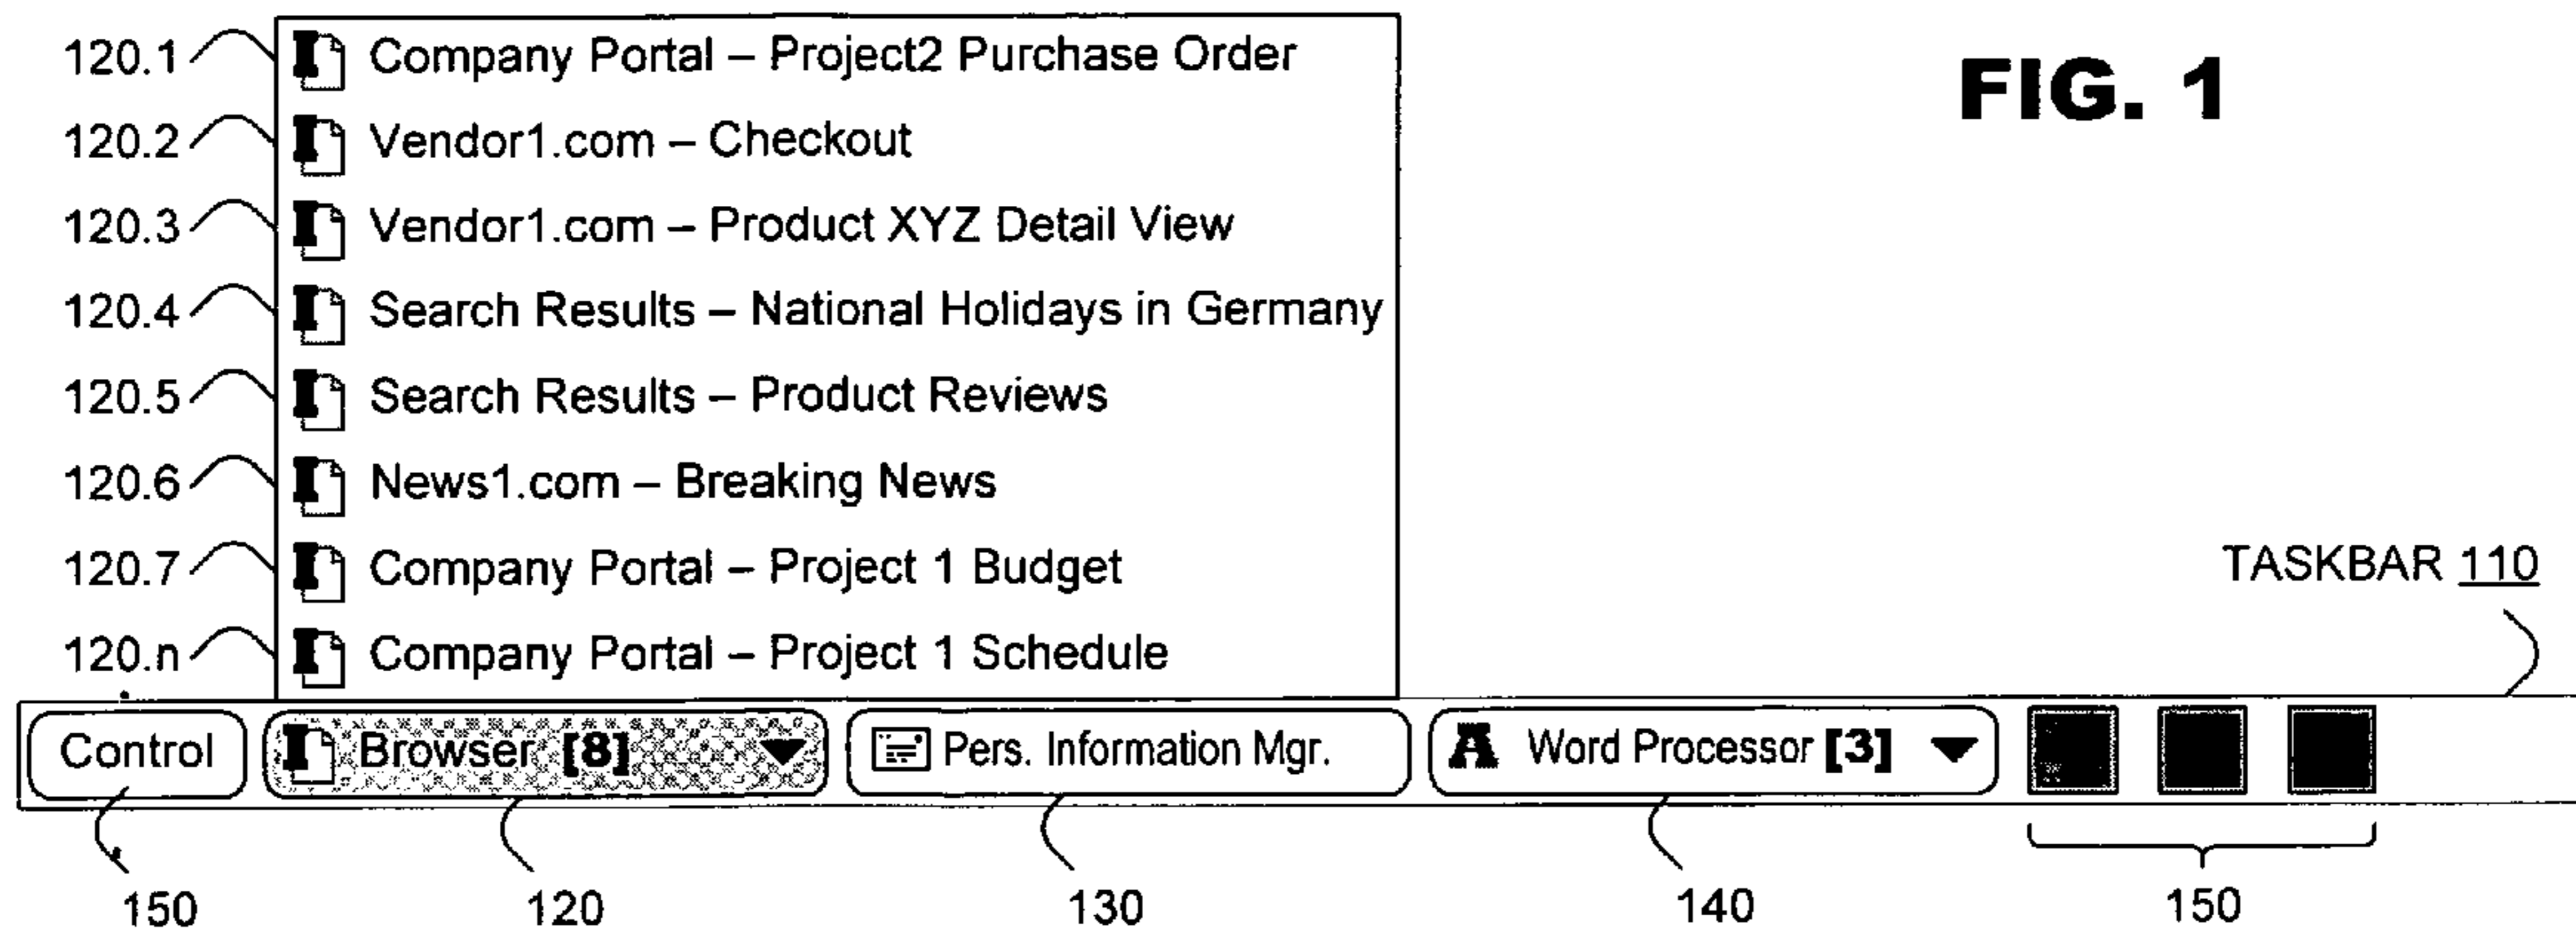 120.1 Company Portal – Project2 Purchase Order
FIG. 1
120.2 Vendor1.com – Checkout
120.3 Vendor1.com – Product XYZ Detail View
120.4 Search Results – National Holidays in Germany
120.5 Search Results – Product Reviews
120.6 News1.com – Breaking News
120.7 Company Portal – Project 1 Budget
TASKBAR 110
120.n Company Portal – Project 1 Schedule
Control Browser [8] Pers. Information Mgr. A Word Processor [3]
150 120 130 140 150